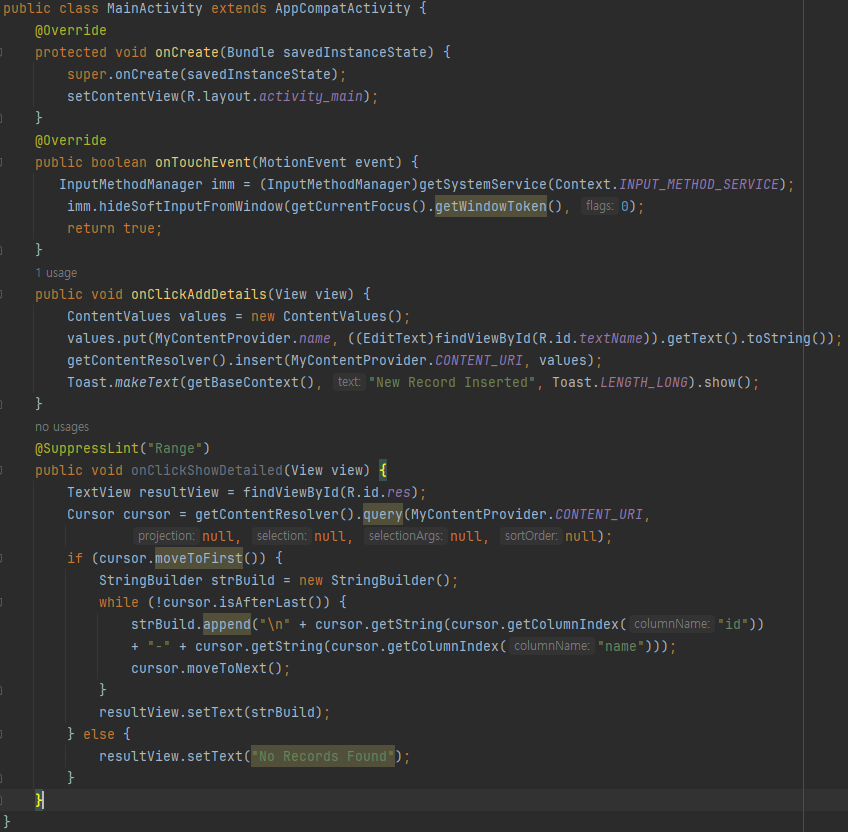 public class MainActivity extends AppCompatActivity {
@Override
protected void onCreate(Bundle savedInstanceState) {
super.onCreate(savedInstanceState);
setContentView(R.layout.activity_main);
}
@Override
public boolean onTouchEvent(MotionEvent event) {
InputMethodManager imm = (InputMethodManager)getSystemService(Context.INPUT_METHOD_SERVICE);
imm.hideSoftInputFromWindow(getCurrentFocus().getWindowToken(), flags: 0);
return true;
}
1 usage
public void onClickAddDetails(View view) {
ContentValues values = new ContentValues();
values.put(MyContentProvider.name, ((EditText)findViewById(R.id.textName)).getText().toString());
getContentResolver().insert(MyContentProvider.CONTENT_URI, values);
Toast.makeText(getBaseContext(), text: "New Record Inserted", Toast.LENGTH_LONG).show();
}
no usages
@SuppressLint("Range")
public void onClickShowDetailed(View view) {
TextView resultView = findViewById(R.id.res);
Cursor cursor = getContentResolver().query(MyContentProvider.CONTENT_URI,
projection: null, selection: null, selectionArgs: null, sortOrder: null);
if (cursor.moveToFirst()) {
StringBuilder strBuild = new StringBuilder();
while (!cursor.isAfterLast()) {
strBuild.append("\n" + cursor.getString(cursor.getColumnIndex( columnName: "id"))
+ "-" + cursor.getString(cursor.getColumnIndex( columnName: "name")));
cursor.moveToNext();
}
resultView.setText(strBuild);
} else {
resultView.setText("No Records Found");
}
}
}